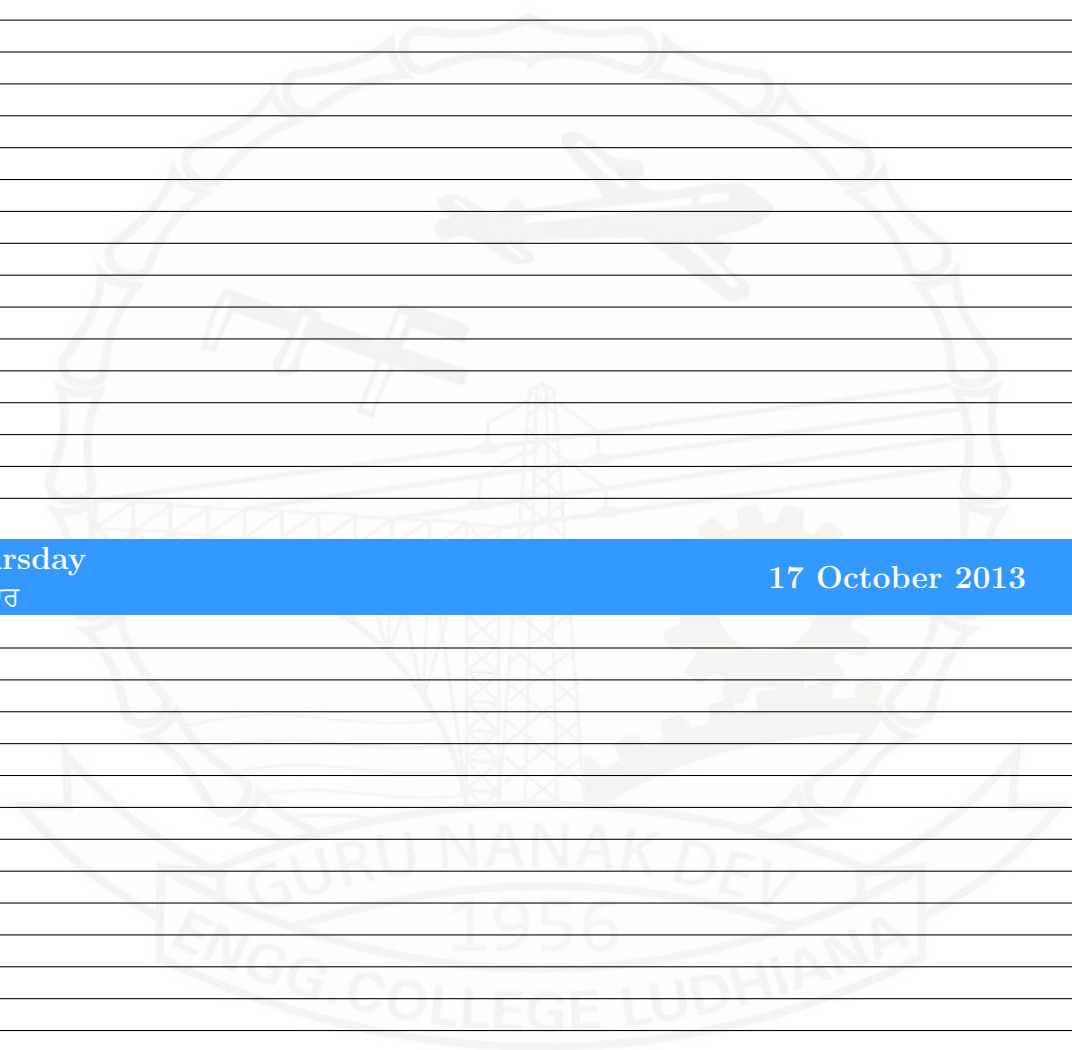 rsday
17 October 2013
ਾਰ
GURU NANAK DEV
1956
ENGG. COLLEGE LUDHIANA